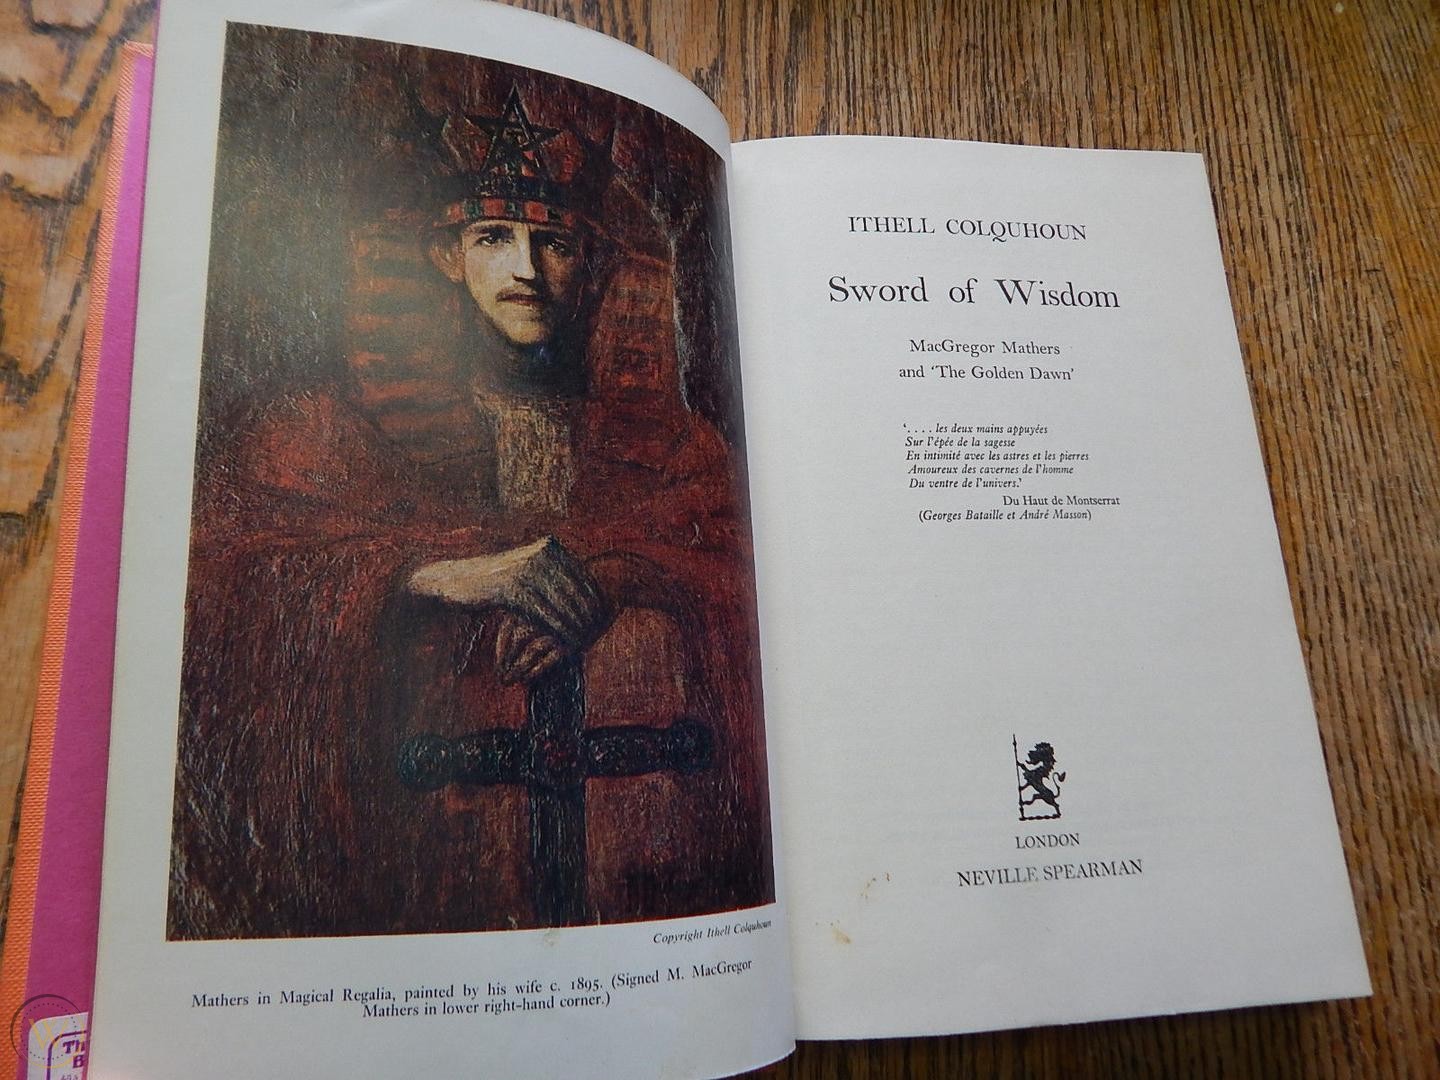 Copyright Ithell Colquhoun
Mathers in Magical Regalia, painted by his wife c. 1895. (Signed M. MacGregor
Mathers in lower right-hand corner.)
ITHELL COLQUHOUN
Sword of Wisdom
MacGregor Mathers
and ‘The Golden Dawn’
‘. . . . les deux mains appuyées
Sur l'épée de la sagesse
En intimité avec les astres et les pierres
Amoureux des cavernes de l'homme
Du ventre de l'univers.’
Du Haut de Montserrat
(Georges Bataille et André Masson)
LONDON
NEVILLE SPEARMAN